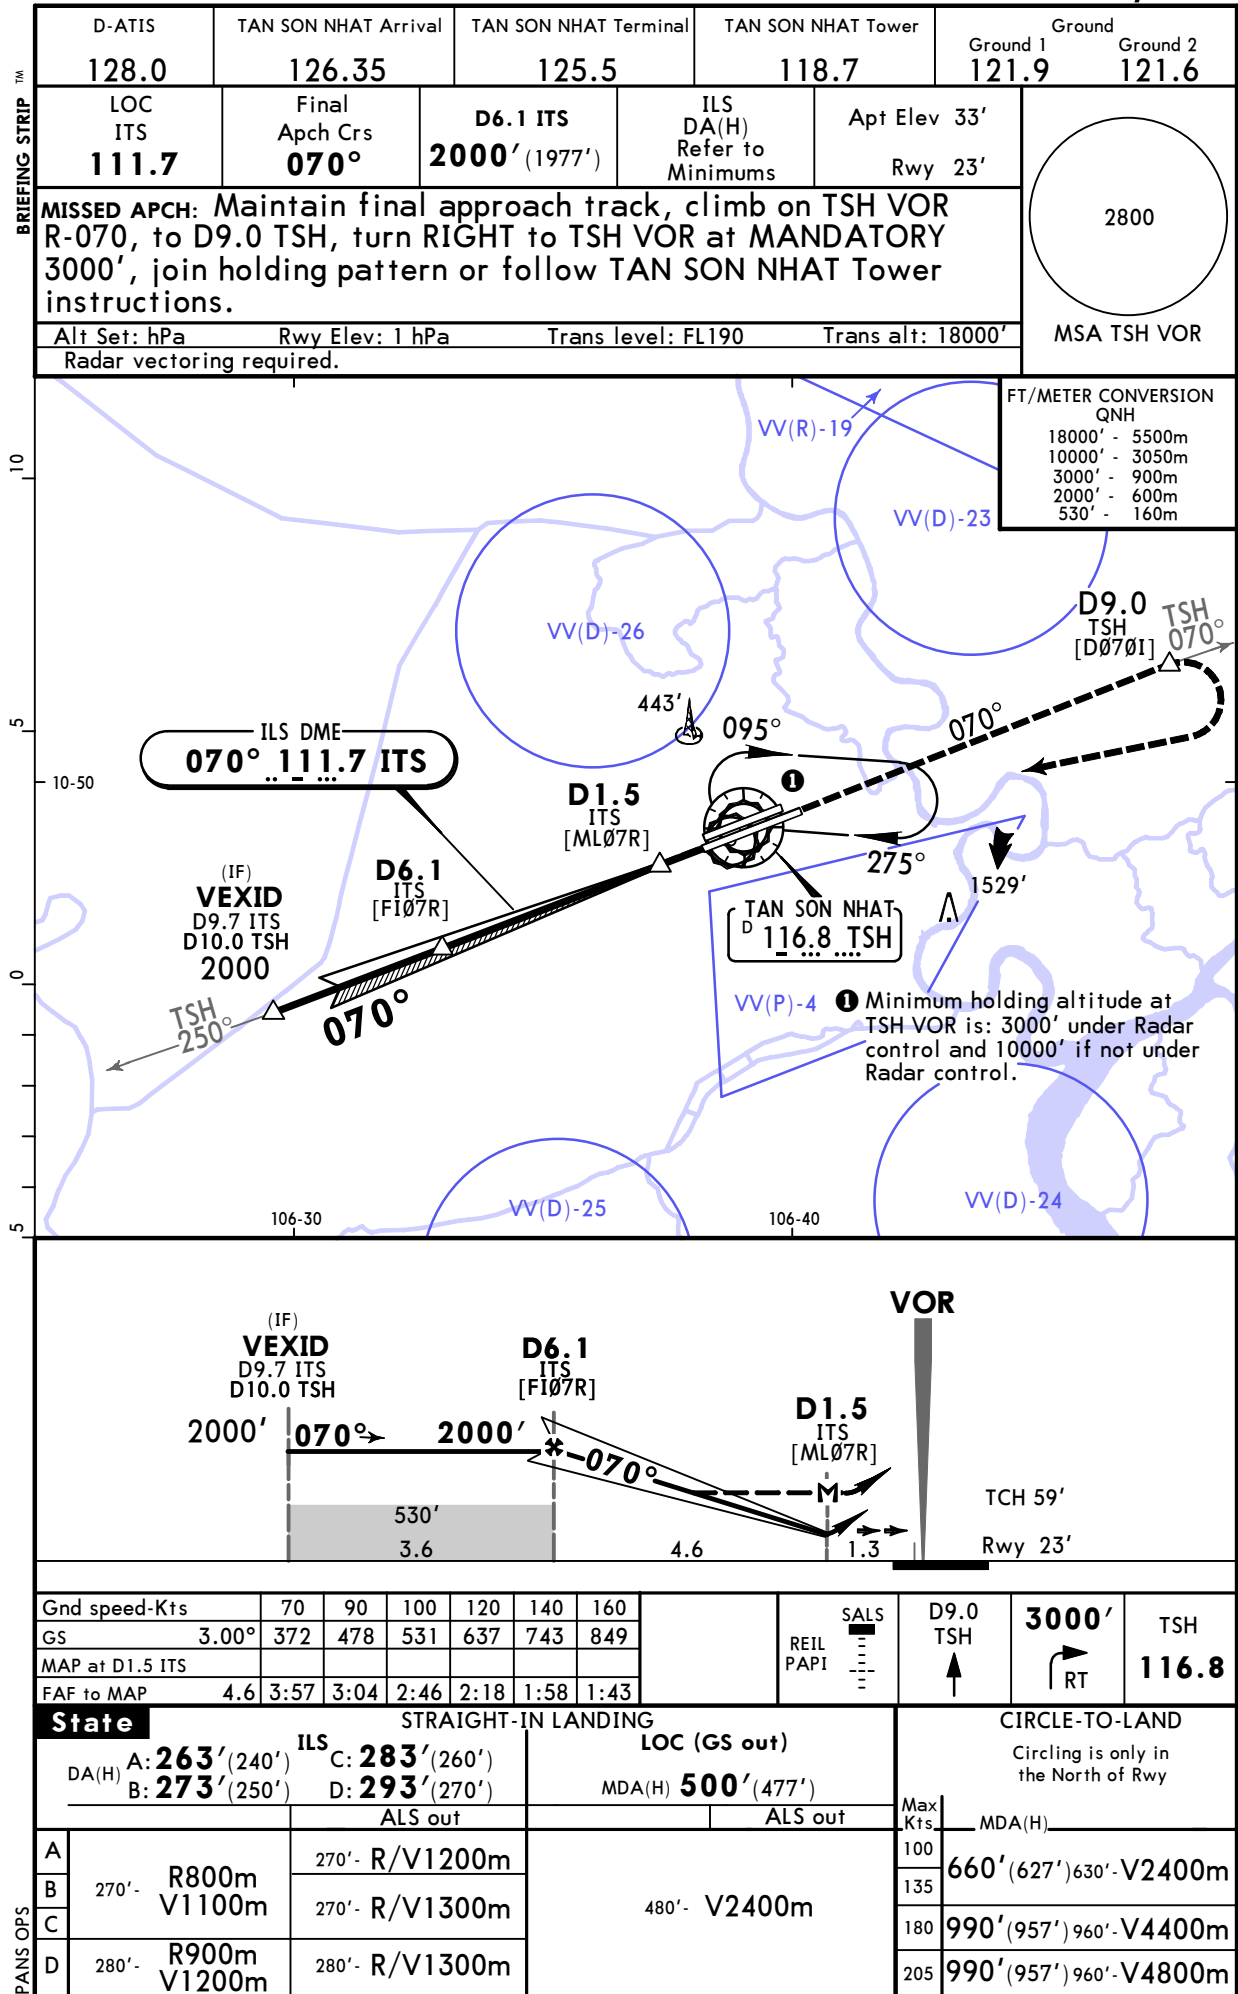 D-ATIS
128.0
TAN SON NHAT Arrival
126.35
TAN SON NHAT Terminal
125.5
TAN SON NHAT Tower
118.7
Ground
Ground 1
121.9
Ground 2
121.6
BRIEFING STRIP TM
LOC
ITS
111.7
Final
Apch Crs
070°
D6.1 ITS
2000' (1977')
ILS
DA(H)
Refer to
Minimums
Apt Elev 33'
Rwy 23'
2800
MSA TSH VOR
MISSED APCH: Maintain final approach track, climb on TSH VOR
R-070, to D9.0 TSH, turn RIGHT to TSH VOR at MANDATORY
3000', join holding pattern or follow TAN SON NHAT Tower
instructions.
Alt Set: hPa Rwy Elev: 1 hPa Trans level: FL190 Trans alt: 18000'
Radar vectoring required.
FT/METER CONVERSION
QNH
18000' - 5500m
10000' - 3050m
3000' - 900m
2000' - 600m
530' - 160m
VV(R)-19
VV(D)-23
VV(D)-26
10
5
0
5
10-50
106-30
106-40
D9.0
TSH
[DØ7ØI]
TSH
070°
070°
443'
095°
1
275°
ILS DME
070° 111.7 ITS
D1.5
ITS
[MLØ7R]
D6.1
ITS
[FIØ7R]
(IF)
VEXID
D9.7 ITS
D10.0 TSH
2000
TSH
250°
070°
TAN SON NHAT
D 116.8 TSH
1529'
VV(P)-4
1 Minimum holding altitude at
TSH VOR is: 3000' under Radar
control and 10000' if not under
Radar control.
VV(D)-25
VV(D)-24
(IF)
VEXID
D9.7 ITS
D10.0 TSH
2000'
070°
2000'
D6.1
ITS
[FIØ7R]
070°
D1.5
ITS
[MLØ7R]
M
VOR
TCH 59'
Rwy 23'
530'
3.6
4.6
1.3
Gnd speed-Kts 70 90 100 120 140 160
GS 3.00° 372 478 531 637 743 849
MAP at D1.5 ITS
FAF to MAP 4.6 3:57 3:04 2:46 2:18 1:58 1:43
SALS
REIL
PAPI
D9.0
TSH
3000'
RT
TSH
116.8
State
STRAIGHT-IN LANDING
ILS
DA(H) A: 263' (240') C: 283' (260')
B: 273' (250') D: 293' (270')
LOC (GS out)
MDA(H) 500' (477')
CIRCLE-TO-LAND
Circling is only in
the North of Rwy
ALS out
ALS out
Max
Kts
MDA(H)
A
B
C
D
270'- R800m
V1100m
280'- R900m
V1200m
270'- R/V1200m
270'- R/V1300m
280'- R/V1300m
480'- V2400m
100
135
660' (627') 630'- V2400m
180 990' (957') 960'- V4400m
205 990' (957') 960'- V4800m
PANS OPS